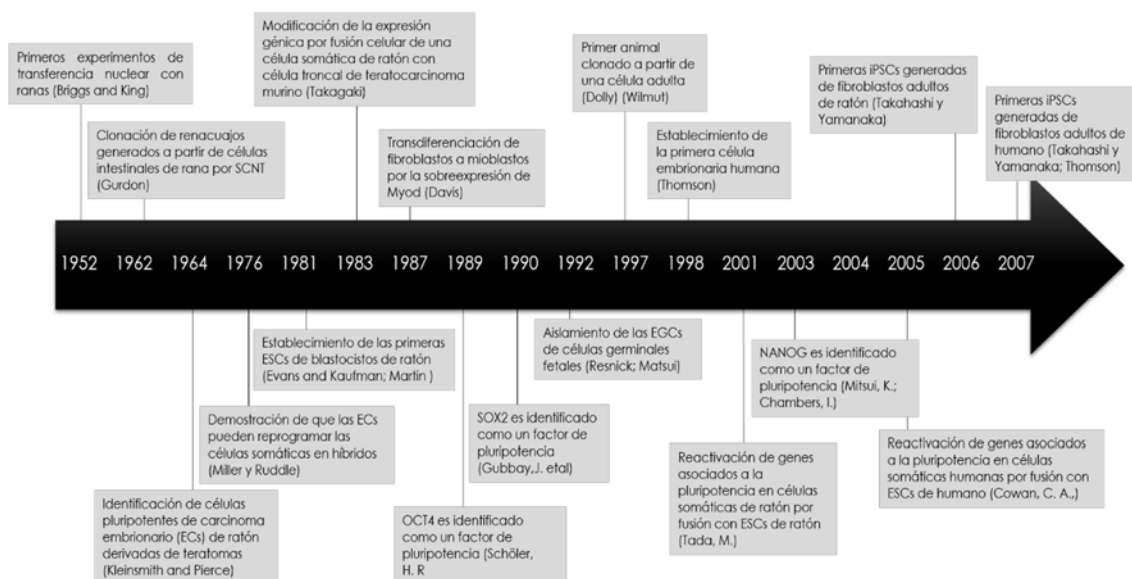 Primeros experimentos de
transferencia nuclear con
ranas (Briggs and King)
Clonación de renacuajos
generados a partir de células
intestinales de rana por SCNT
(Gurdon)
Modificación de la expresión
génica por fusión celular de una
célula somática de ratón con
célula troncal de teratocarcinoma
murino (Takagaki)
Transdiferenciación de
fibroblastos a mioblastos
por la sobreexpresión de
Myod (Davis)
Primer animal
clonado a partir de
una célula adulta
(Dolly) (Wilmut)
Establecimiento de
la primera célula
embrionaria humana
(Thomson)
Primeras iPSCs generadas
de fibroblastos adultos
de ratón (Takahashi y
Yamanaka)
Primeras iPSCs
generadas de
fibroblastos adultos de
humano (Takahashi y
Yamanaka; Thomson)
1952 1962 1964 1976 1981 1983 1987 1989 1990 1992 1997 1998 2001 2003 2004 2005 2006 2007
Identificación de células
pluripotentes de carcinoma
embrionario (ECs) de ratón
derivadas de teratomas
(Kleinsmith and Pierce)
Demostración de que las ECs
pueden reprogramar las
células somáticas en híbridos
(Miller y Ruddle)
Establecimiento de las primeras
ESCs de blastocistos de ratón
(Evans and Kaufman; Martin )
OCT4 es identificado
como un factor de
pluripotencia (Schöler,
H. R
SOX2 es identificado
como un factor de
pluripotencia
(Gubbay,J. etal)
Aislamiento de las EGCs
de células germinales
fetales (Resnick; Matsui)
Reactivación de genes
asociados a la
pluripotencia en células
somáticas de ratón por
fusión con ESCs de ratón
(Tada, M.)
NANOG es identificado
como un factor de
pluripotencia (Mitsui, K.;
Chambers, I.)
Reactivación de genes asociados
a la pluripotencia en células
somáticas humanas por fusión con
ESCs de humano (Cowan, C. A.,)